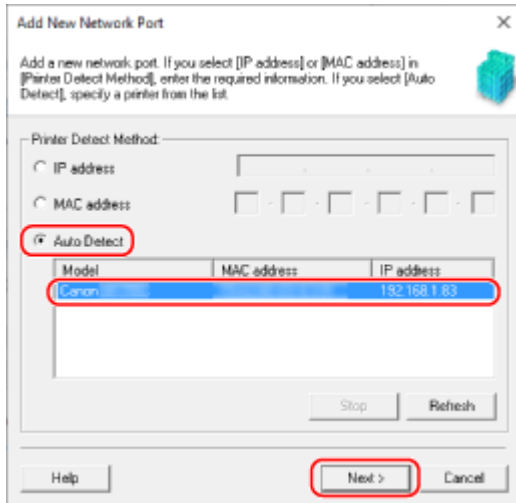 Add New Network Port
Add a new network port. If you select [IP address] or [MAC address] in
[Printer Detect Method], enter the required information. If you select [Auto
Detect], specify a printer from the list.
Printer Detect Method:
IP address
MAC address
Auto Detect
Model MAC address IP address
Canon 192.168.1.83
Stop Refresh
Help Next > Cancel